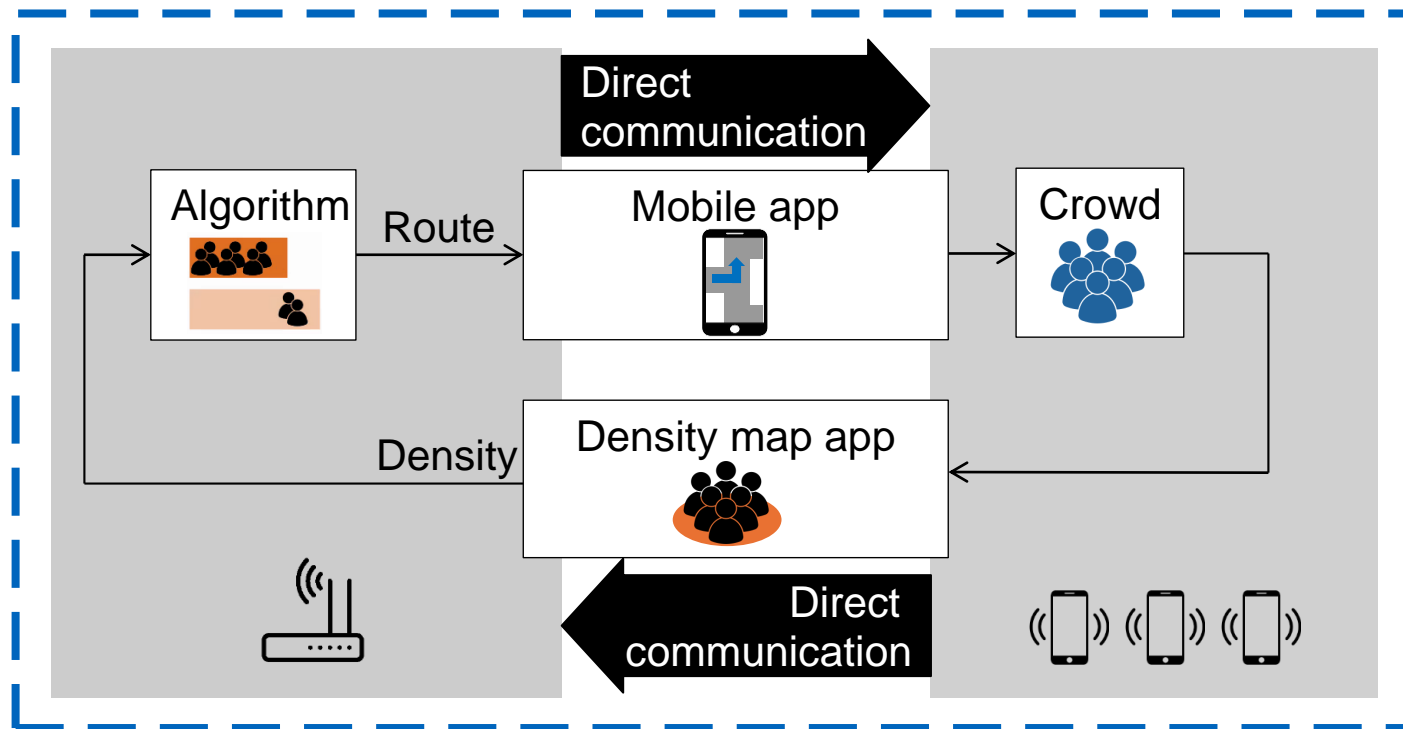 Direct
communication
Algorithm
Route
Mobile app
Crowd
Density
Density map app
Direct
communication